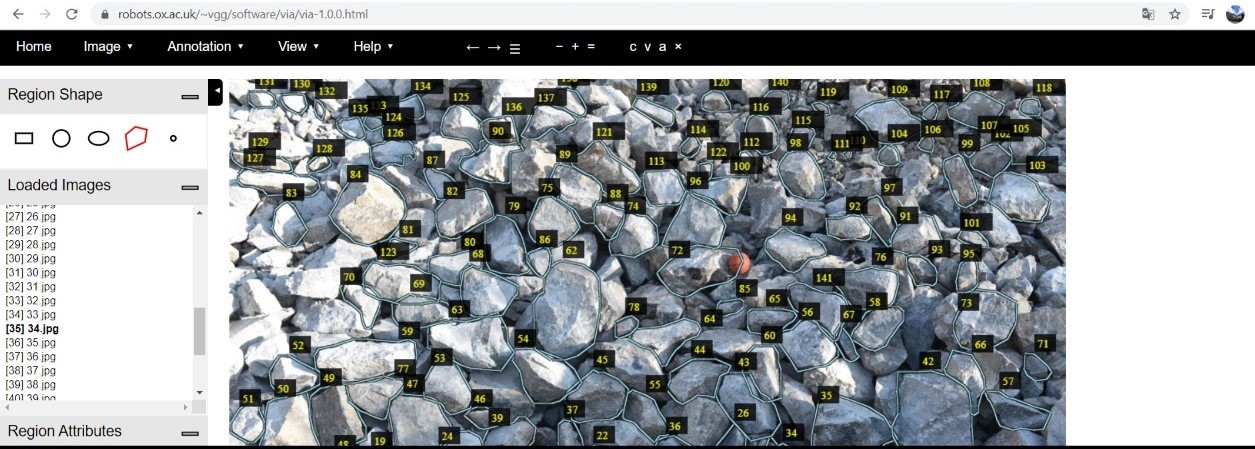 robots.ox.ac.uk/~vgg/software/via/via-1.0.0.html
Home Image ▾ Annotation ▾ View ▾ Help ▾ ← → ☰ − + = c v a ×
Region Shape
Loaded Images
[27] 26.jpg
[28] 27.jpg
[29] 28.jpg
[30] 29.jpg
[31] 30.jpg
[32] 31.jpg
[33] 32.jpg
[34] 33.jpg
[35] 34.jpg
[36] 35.jpg
[37] 36.jpg
[38] 37.jpg
[39] 38.jpg
[40] 39.jpg
Region Attributes
131 130 132 134 139 120 140 109 108 118
125 137 119 117
135 136 116
124 115
126 90 121 114 104 106 107 105
129 128 112 98 111 99
127 87 89 113 122 100 103
84 96
83 82 75 88 97
79 74 92
81 94 91 101
123 80 86 62 72 93 95
68 76
70 69 141
85
63 78 65 58 73
64 56 67
59 54 60
52 66 71
53 45 44 43 42
77
49 47 55 57
51 50 46 35
39 37 26
36
48 19 24 22 34